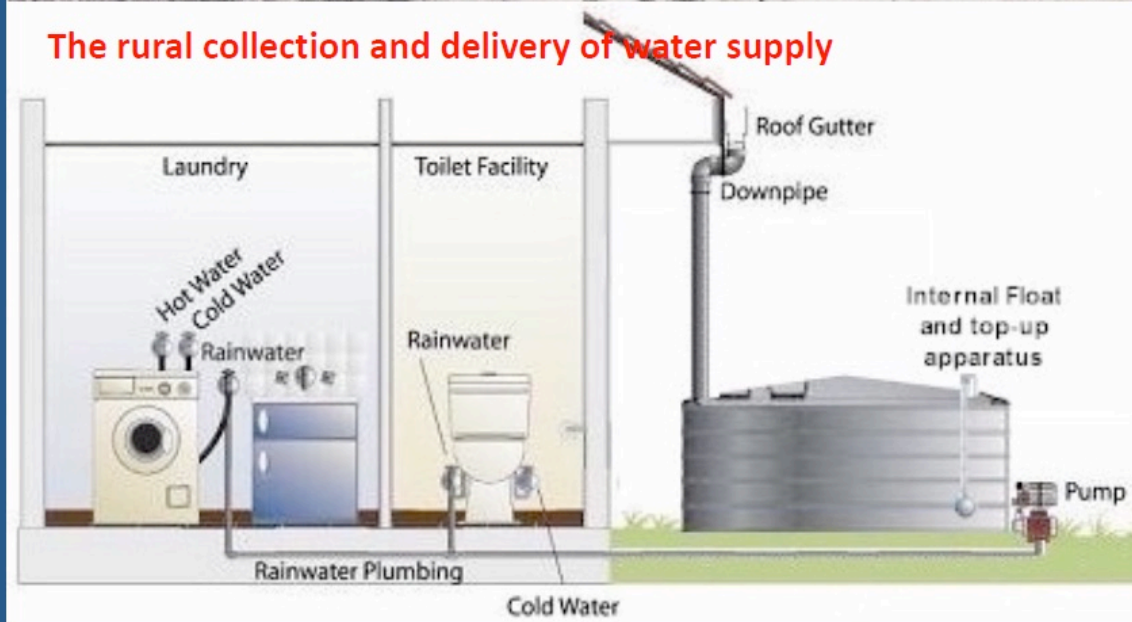 The rural collection and delivery of water supply
Roof Gutter
Laundry
Toilet Facility
Downpipe
Hot Water
Cold Water
Internal Float
and top-up
apparatus
Rainwater
Rainwater
Pump
Rainwater Plumbing
Cold Water